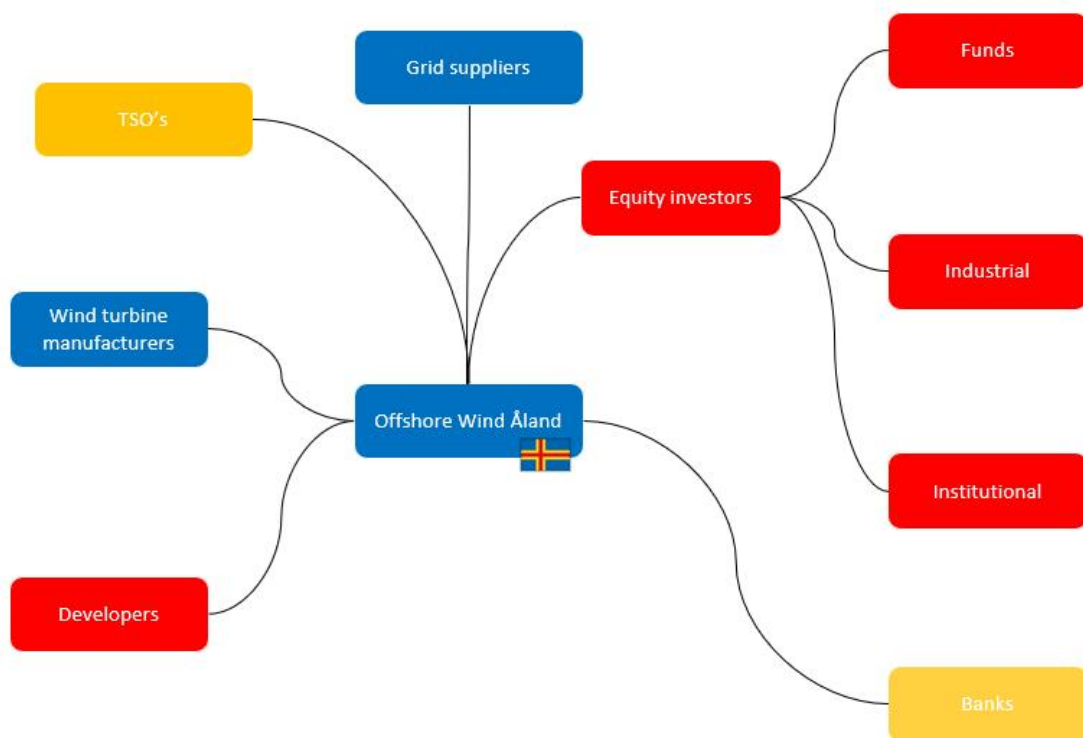 Funds
Grid suppliers
TSO's
Equity investors
Industrial
Wind turbine
manufacturers
Offshore Wind Åland
Institutional
Developers
Banks